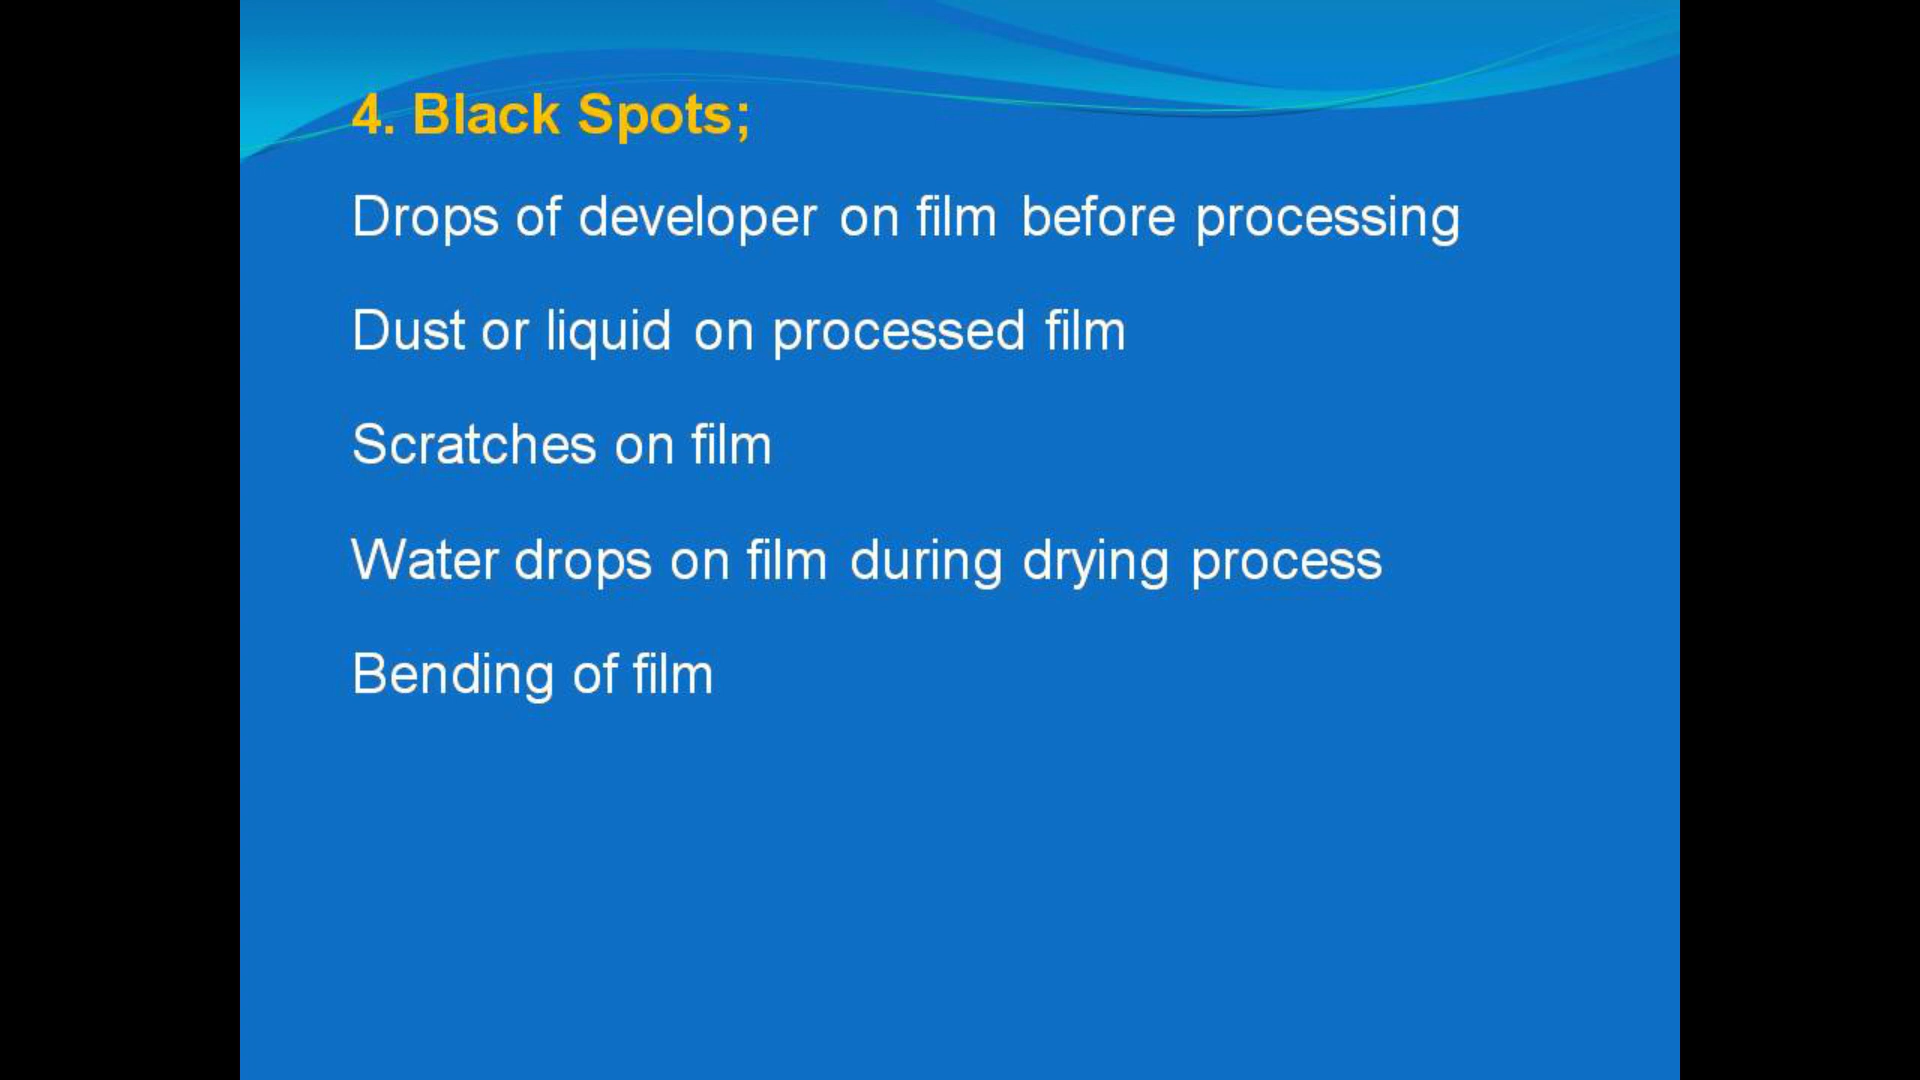 4. Black Spots;
Drops of developer on film before processing
Dust or liquid on processed film
Scratches on film
Water drops on film during drying process
Bending of film